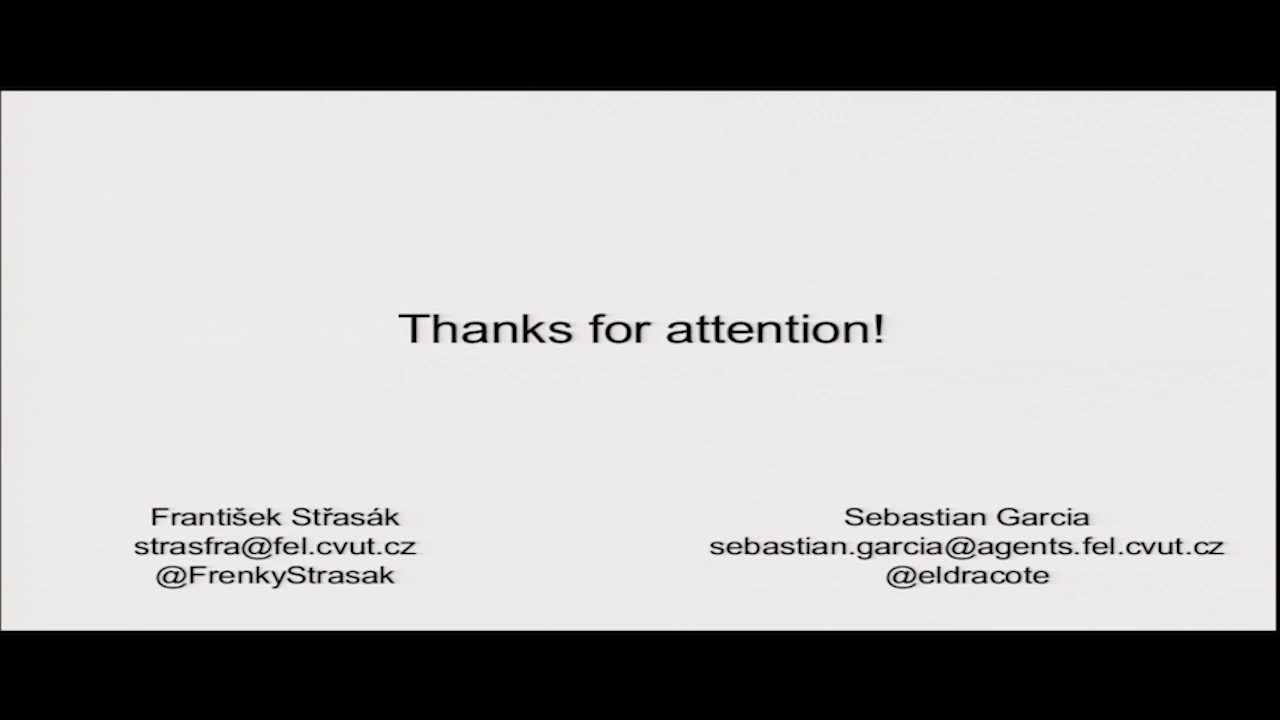 Thanks for attention!
František Střasák
strasfra@fel.cvut.cz
@FrenkyStrasak
Sebastian Garcia
sebastian.garcia@agents.fel.cvut.cz
@eldracote